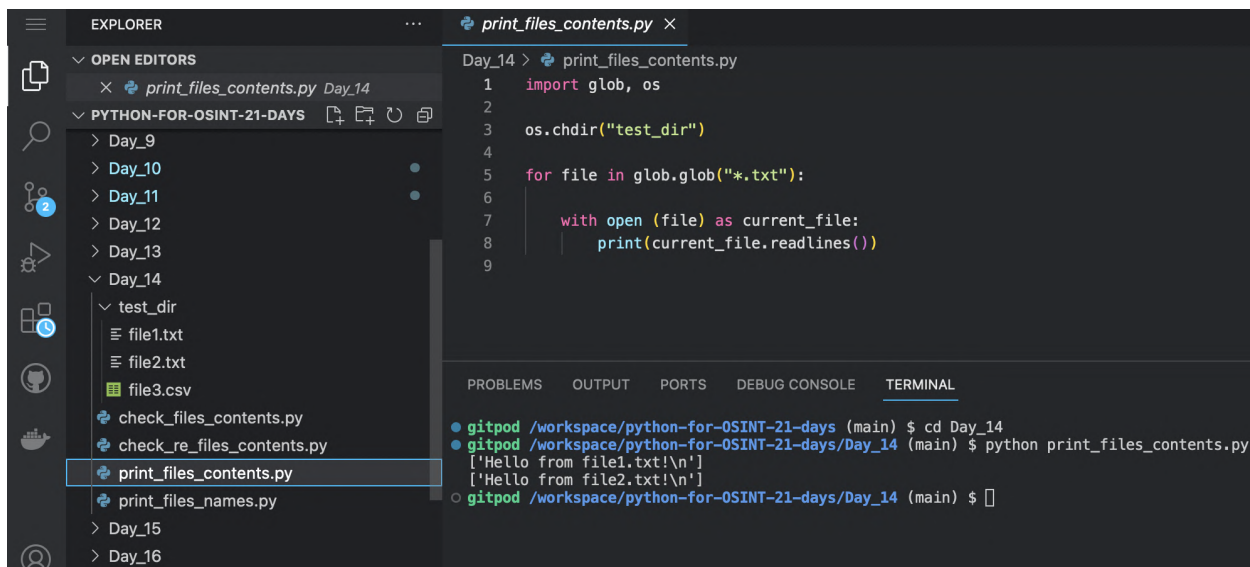 EXPLORER
OPEN EDITORS
print_files_contents.py Day_14
PYTHON-FOR-OSINT-21-DAYS
Day_9
Day_10
Day_11
Day_12
Day_13
Day_14
test_dir
file1.txt
file2.txt
file3.csv
check_files_contents.py
check_re_files_contents.py
print_files_contents.py
print_files_names.py
Day_15
Day_16
2
print_files_contents.py
Day_14 > print_files_contents.py
1 import glob, os
2
3 os.chdir("test_dir")
4
5 for file in glob.glob("*.txt"):
6
7     with open (file) as current_file:
8         print(current_file.readlines())
9
PROBLEMS OUTPUT PORTS DEBUG CONSOLE TERMINAL
gitpod /workspace/python-for-OSINT-21-days (main) $ cd Day_14
gitpod /workspace/python-for-OSINT-21-days/Day_14 (main) $ python print_files_contents.py
['Hello from file1.txt!\n']
['Hello from file2.txt!\n']
gitpod /workspace/python-for-OSINT-21-days/Day_14 (main) $